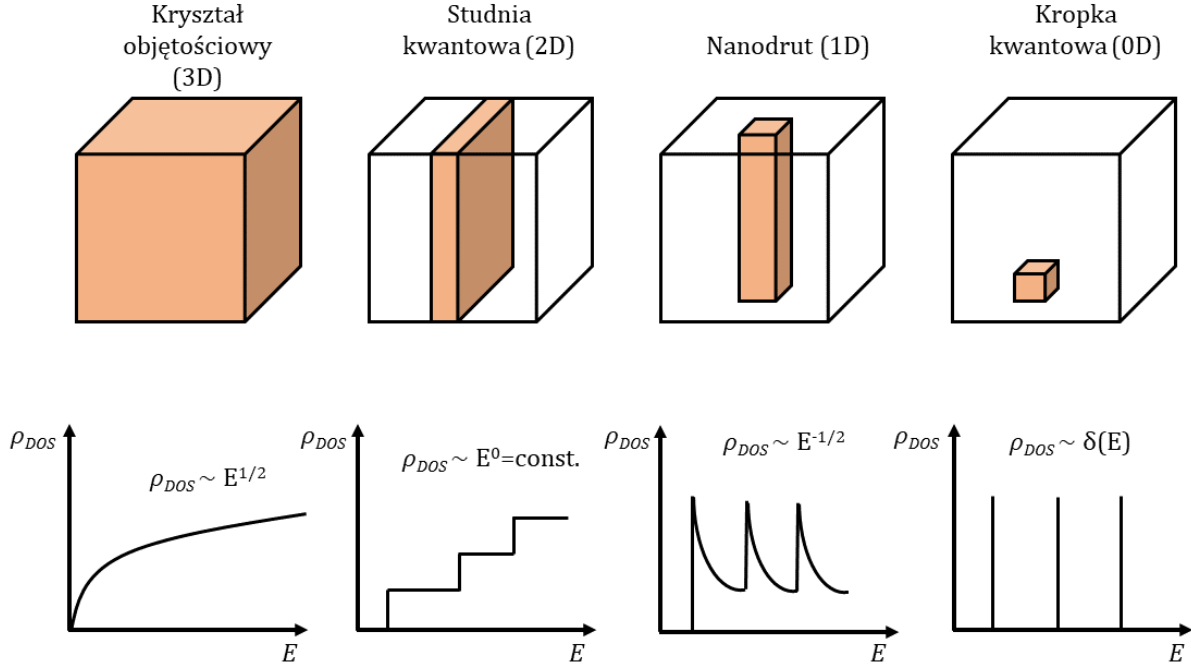 Kryształ
objętościowy
(3D)
Studnia
kwantowa (2D)
Nanodrut (1D)
Kropka
kwantowa (0D)
ρDOS
ρDOS ~ E1/2
E
ρDOS
ρDOS ~ E0=const.
E
ρDOS
ρDOS ~ E-1/2
E
ρDOS
ρDOS ~ δ(E)
E